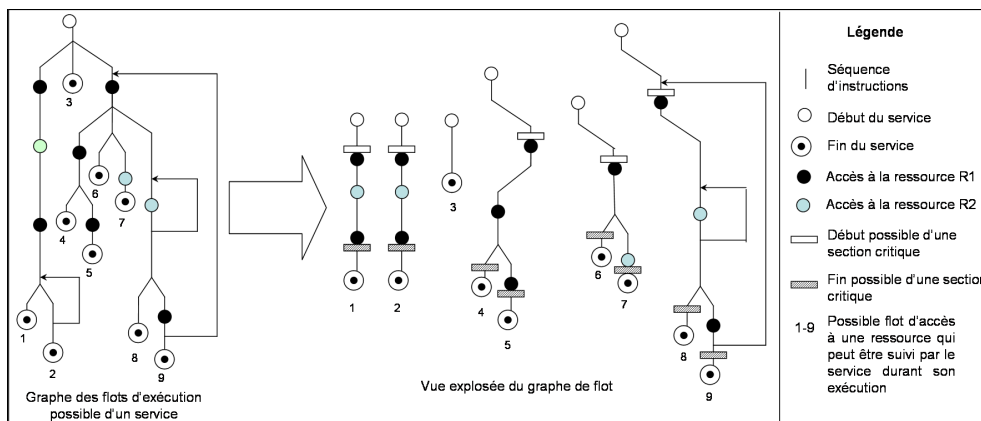 3
6
7
4
5
1
2
8
9
Graphe des flots d'exécution
possible d'un service
1
2
3
4
5
6
7
8
9
Vue explosée du graphe de flot
Légende
Séquence
d'instructions
Début du service
Fin du service
Accès à la ressource R1
Accès à la ressource R2
Début possible d'une
section critique
Fin possible d'une section
critique
1-9 Possible flot d'accès
à une ressource qui
peut être suivi par le
service durant son
exécution